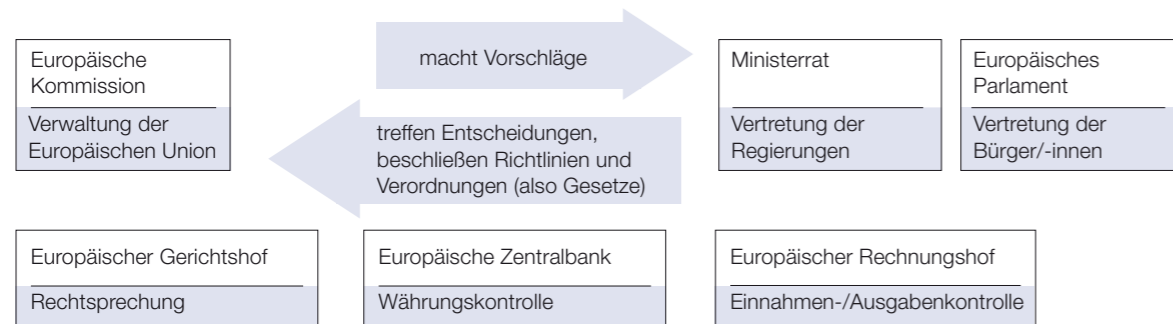 Europäische
Kommission
Verwaltung der
Europäischen Union
macht Vorschläge
treffen Entscheidungen,
beschließen Richtlinien und
Verordnungen (also Gesetze)
Ministerrat
Vertretung der
Regierungen
Europäisches
Parlament
Vertretung der
Bürger/-innen
Europäischer Gerichtshof
Rechtsprechung
Europäische Zentralbank
Währungskontrolle
Europäischer Rechnungshof
Einnahmen-/Ausgabenkontrolle